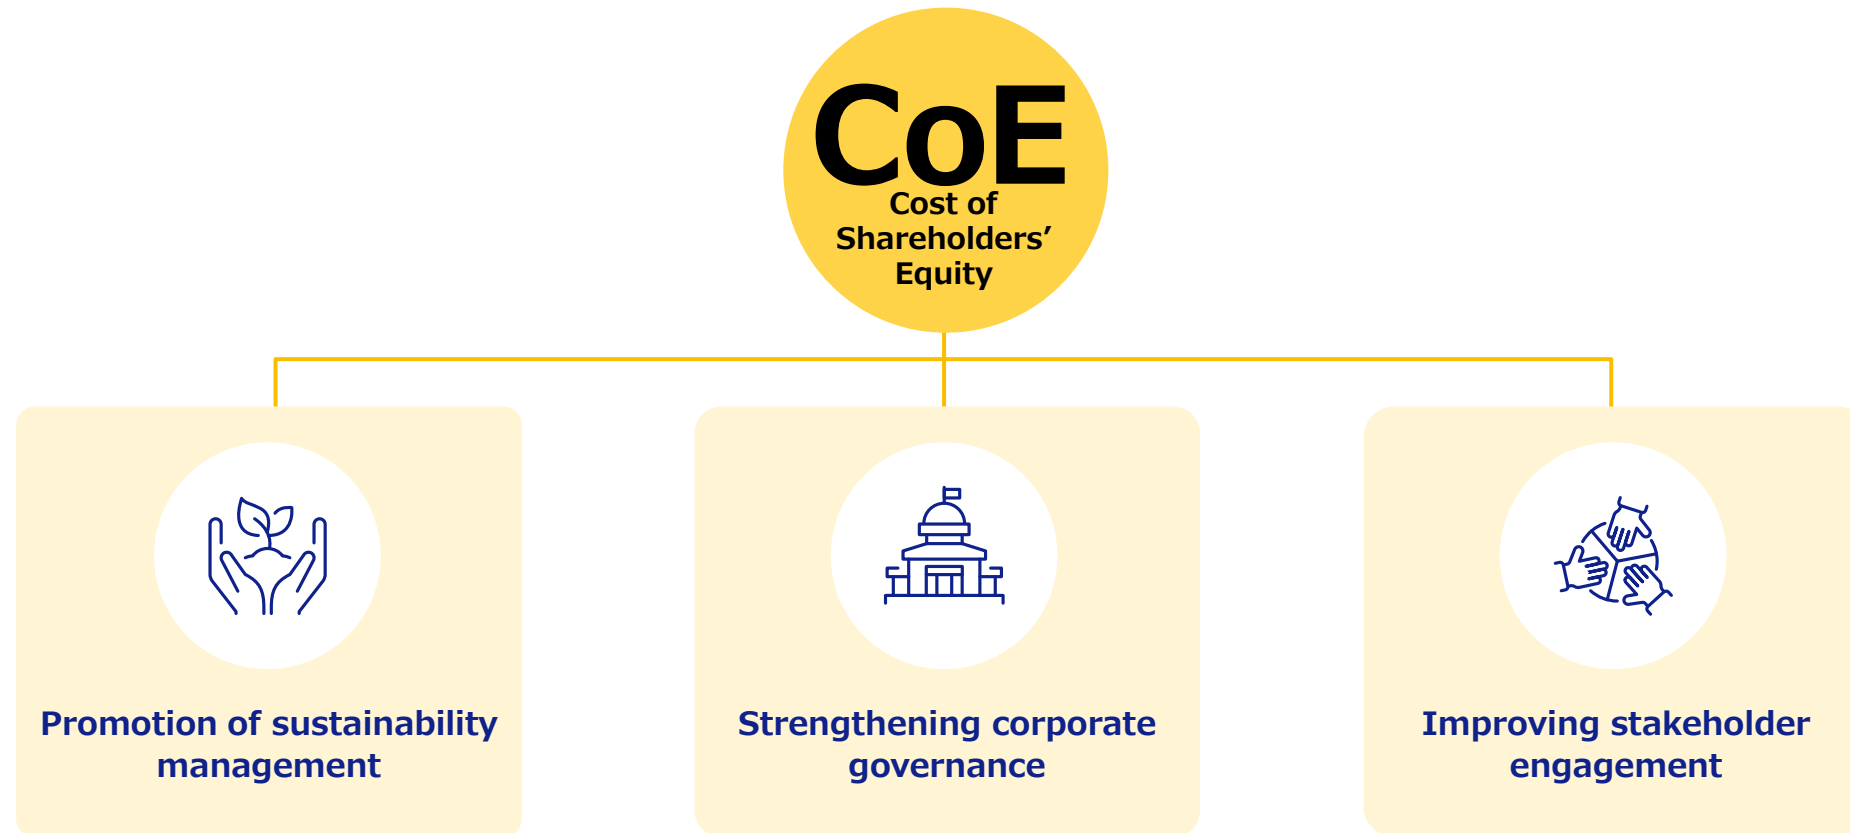 CoE
Cost of
Shareholders’
Equity
Promotion of sustainability
management
Strengthening corporate
governance
Improving stakeholder
engagement